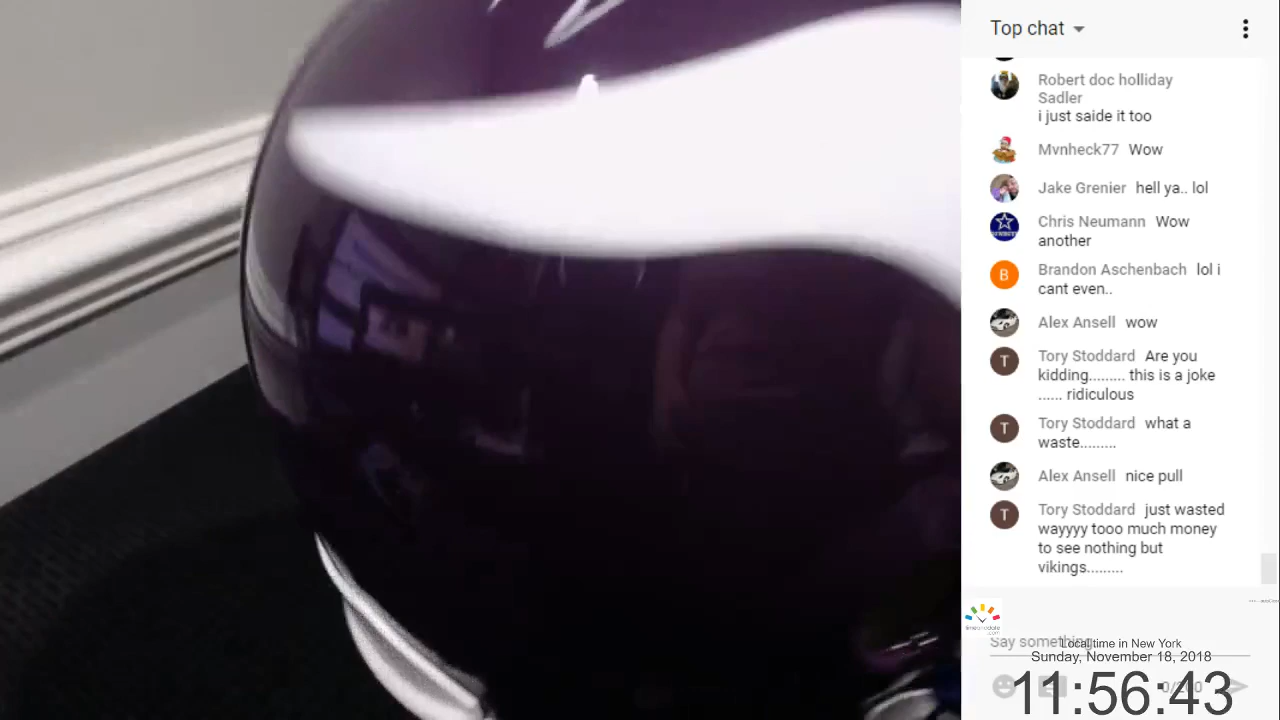 Top chat
Robert doc holliday
Sadler
i just saide it too
Mvnheck77 Wow
Jake Grenier hell ya.. lol
Chris Neumann Wow
another
B
Brandon Aschenbach lol i
cant even..
Alex Ansell wow
T
Tory Stoddard Are you
kidding......... this is a joke
...... ridiculous
T
Tory Stoddard what a
waste.........
Alex Ansell nice pull
T
Tory Stoddard just wasted
wayyyy tooo much money
to see nothing but
vikings.........
Say something...
Local time in New York
Sunday, November 18, 2018
11:56:43